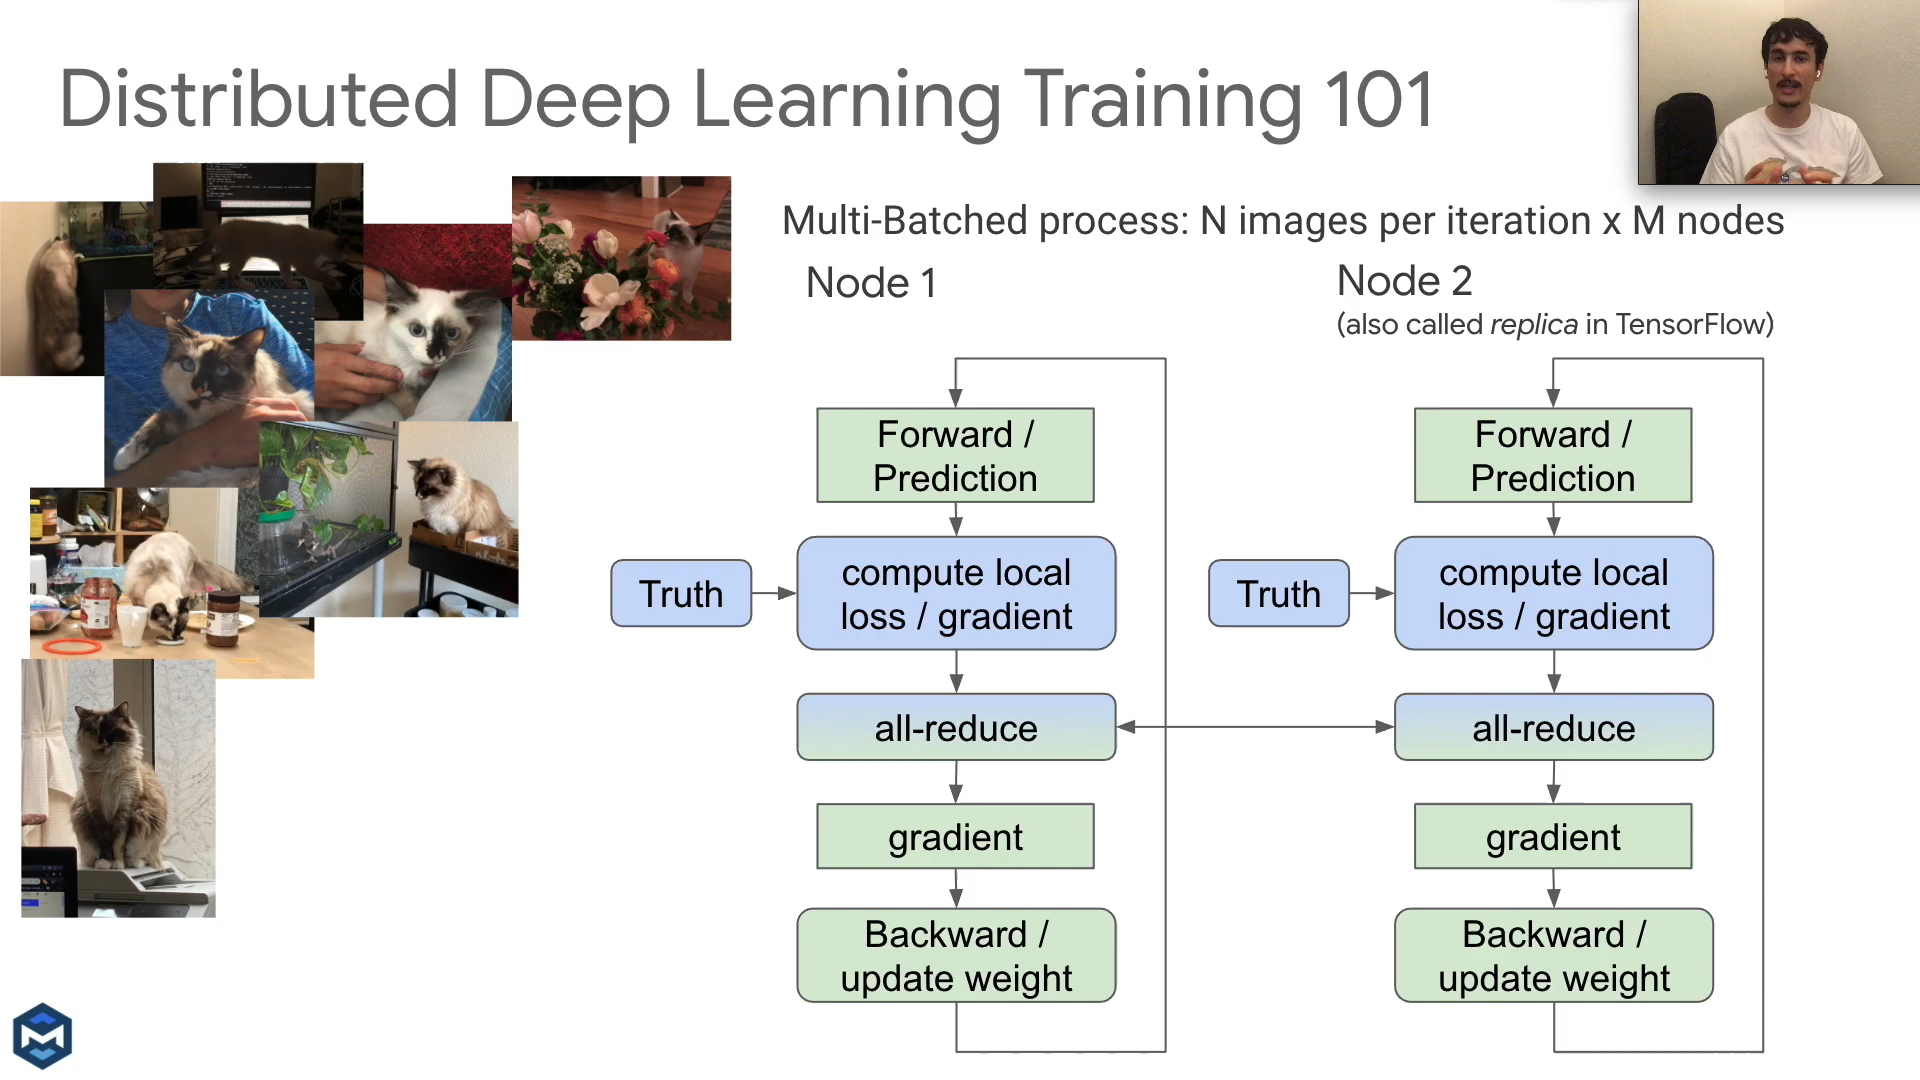 Distributed Deep Learning Training 101
Multi-Batched process: N images per iteration x M nodes
Node 1
Forward /
Prediction
Truth
compute local
loss / gradient
all-reduce
gradient
Backward /
update weight
Node 2
(also called replica in TensorFlow)
Forward /
Prediction
Truth
compute local
loss / gradient
all-reduce
gradient
Backward /
update weight